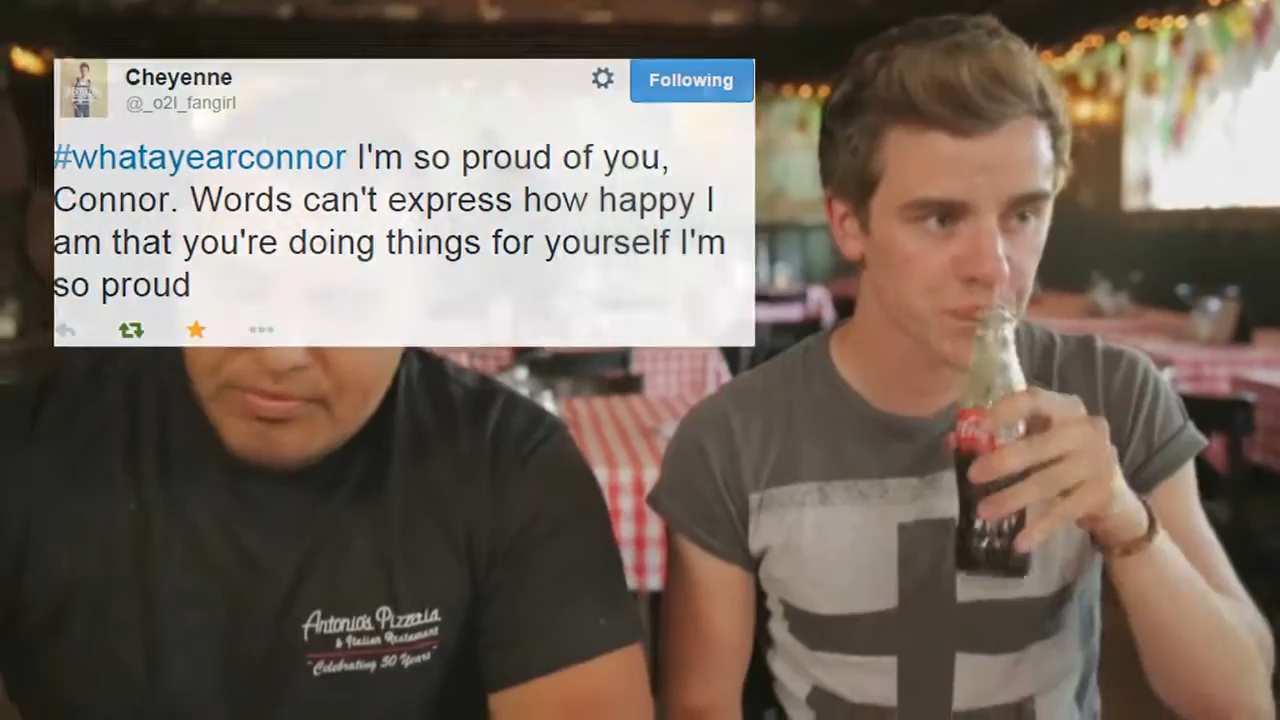 Cheyenne
@_o2l_fangirl
Following
#whatayearconnor I'm so proud of you,
Connor. Words can't express how happy I
am that you're doing things for yourself I'm
so proud
Antonio's Pizzeria
& Italian Restaurant
"Celebrating 50 Years"